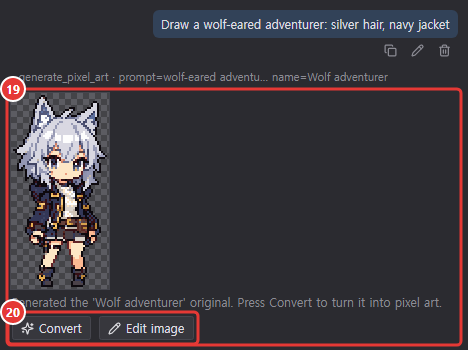 Draw a wolf-eared adventurer: silver hair, navy jacket
generate_pixel_art · prompt=wolf-eared adventu... name=Wolf adventurer
19
Generated the 'Wolf adventurer' original. Press Convert to turn it into pixel art.
20
Convert
Edit image